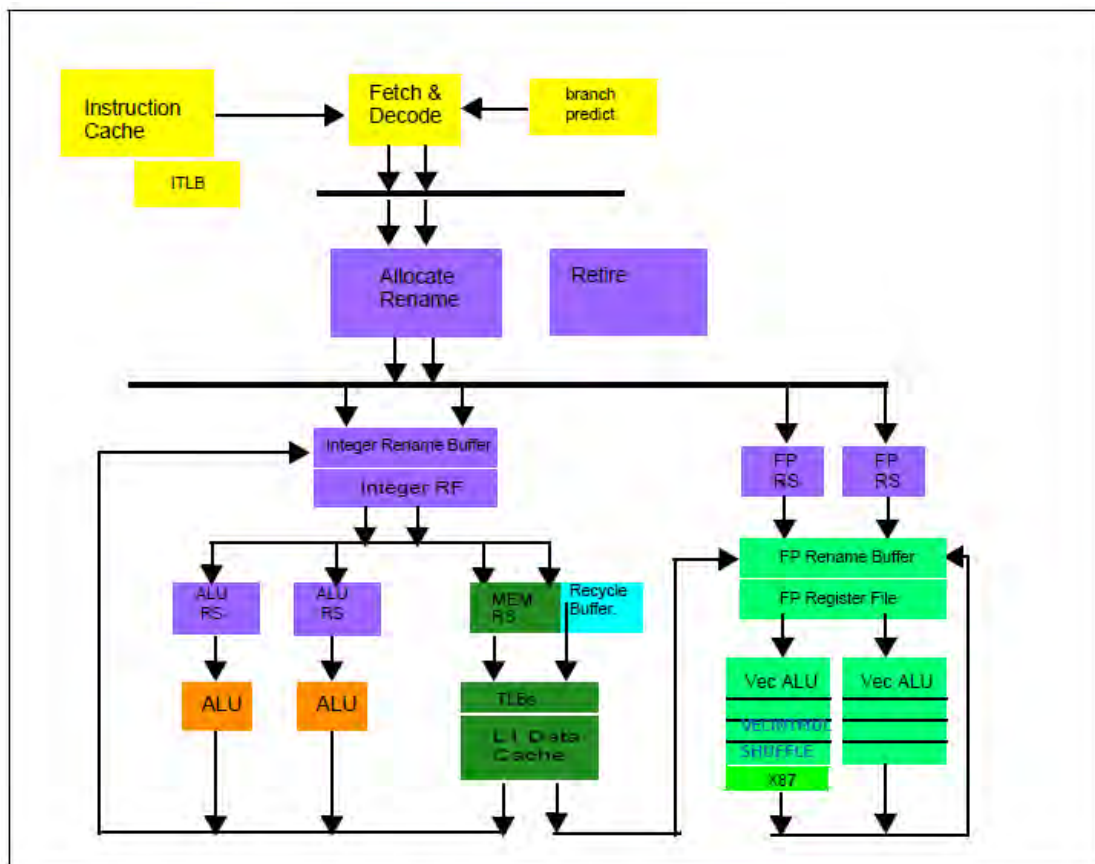 Instruction
Cache
Fetch &
Decode
branch
predict
ITLB
Allocate
Rename
Retire
Integer Rename Buffer
Integer RF
FP
RS
FP
RS
FP Rename Buffer
FP Register File
ALU
RS
ALU
RS
MEM
RS
Recycle
Buffer.
ALU
ALU
TLBs
L1 Data
Cache
Vec ALU
Vec ALU
SHUFFLE
X87